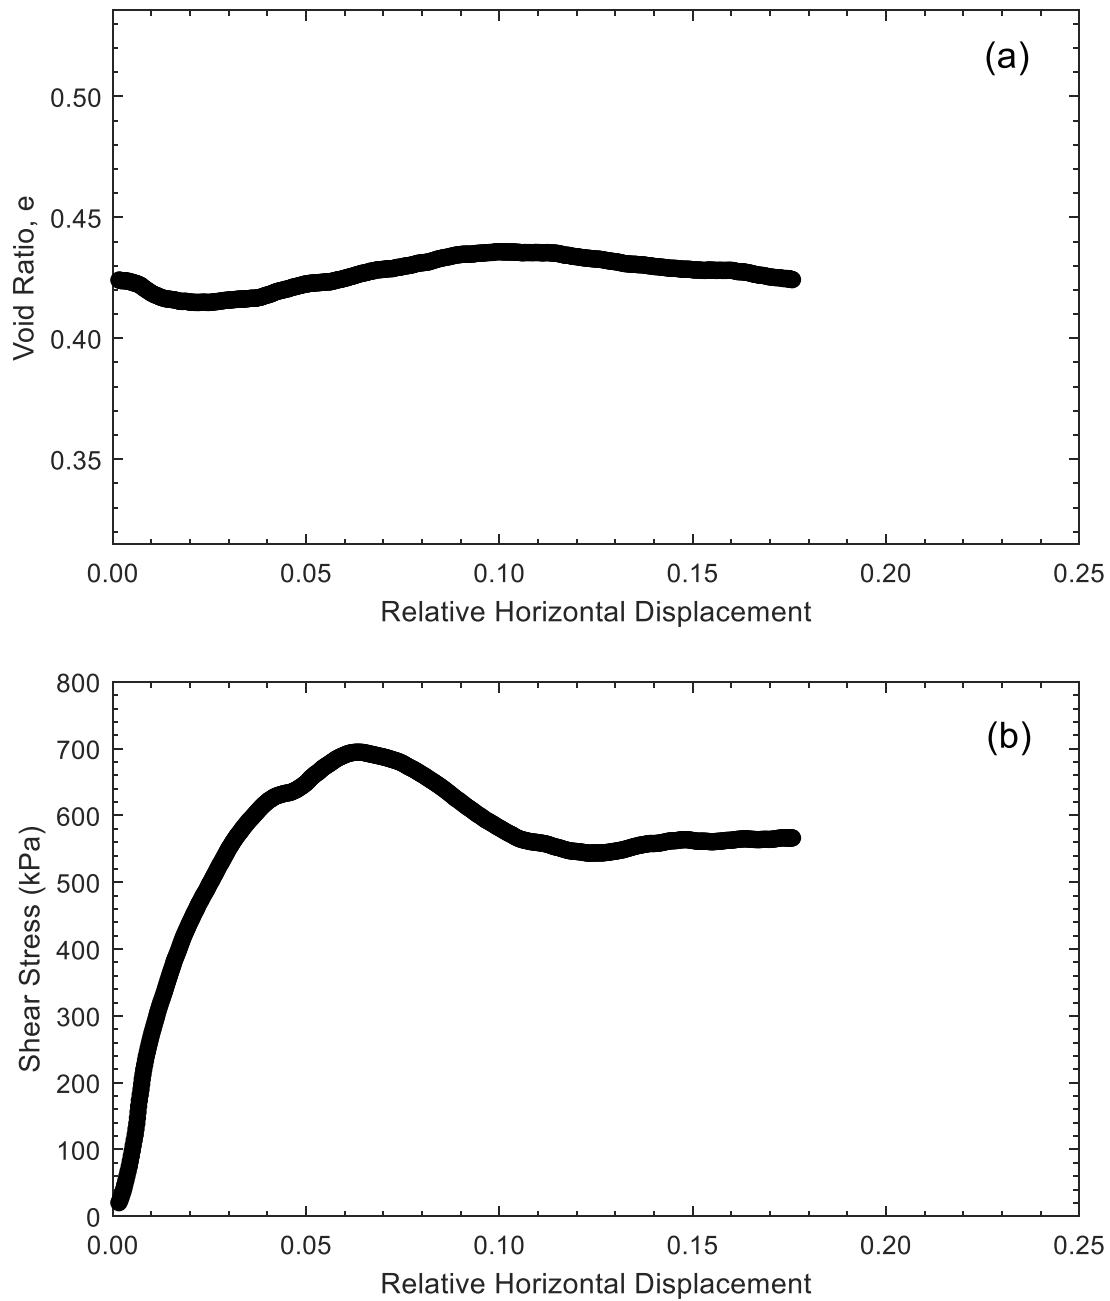 (a)
0.50
0.45
0.40
0.35
Void Ratio, e
0.00 0.05 0.10 0.15 0.20 0.25
Relative Horizontal Displacement
800
(b)
700
600
500
400
300
200
100
0
Shear Stress (kPa)
0.00 0.05 0.10 0.15 0.20 0.25
Relative Horizontal Displacement